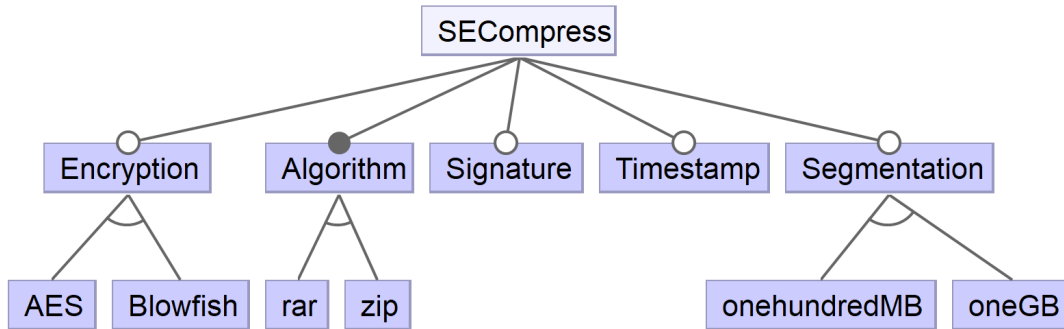 SECompress
Encryption
Algorithm
Signature
Timestamp
Segmentation
AES
Blowfish
rar
zip
onehundredMB
oneGB